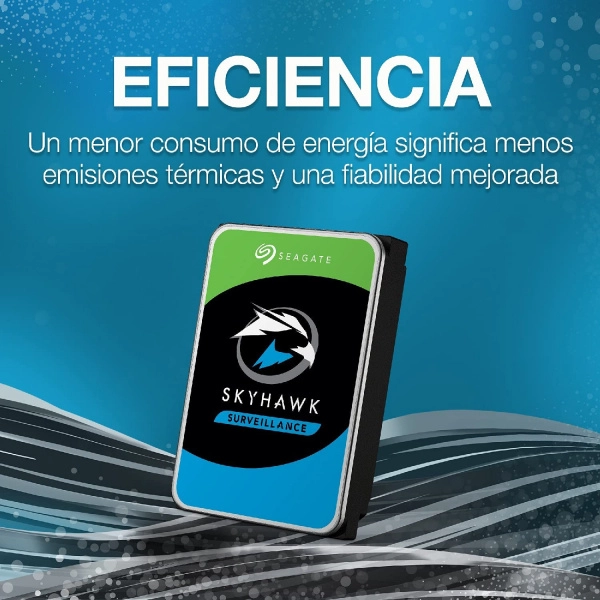 EFICIENCIA
Un menor consumo de energía significa menos
emisiones térmicas y una fiabilidad mejorada
SEAGATE
SKYHAWK
SURVEILLANCE